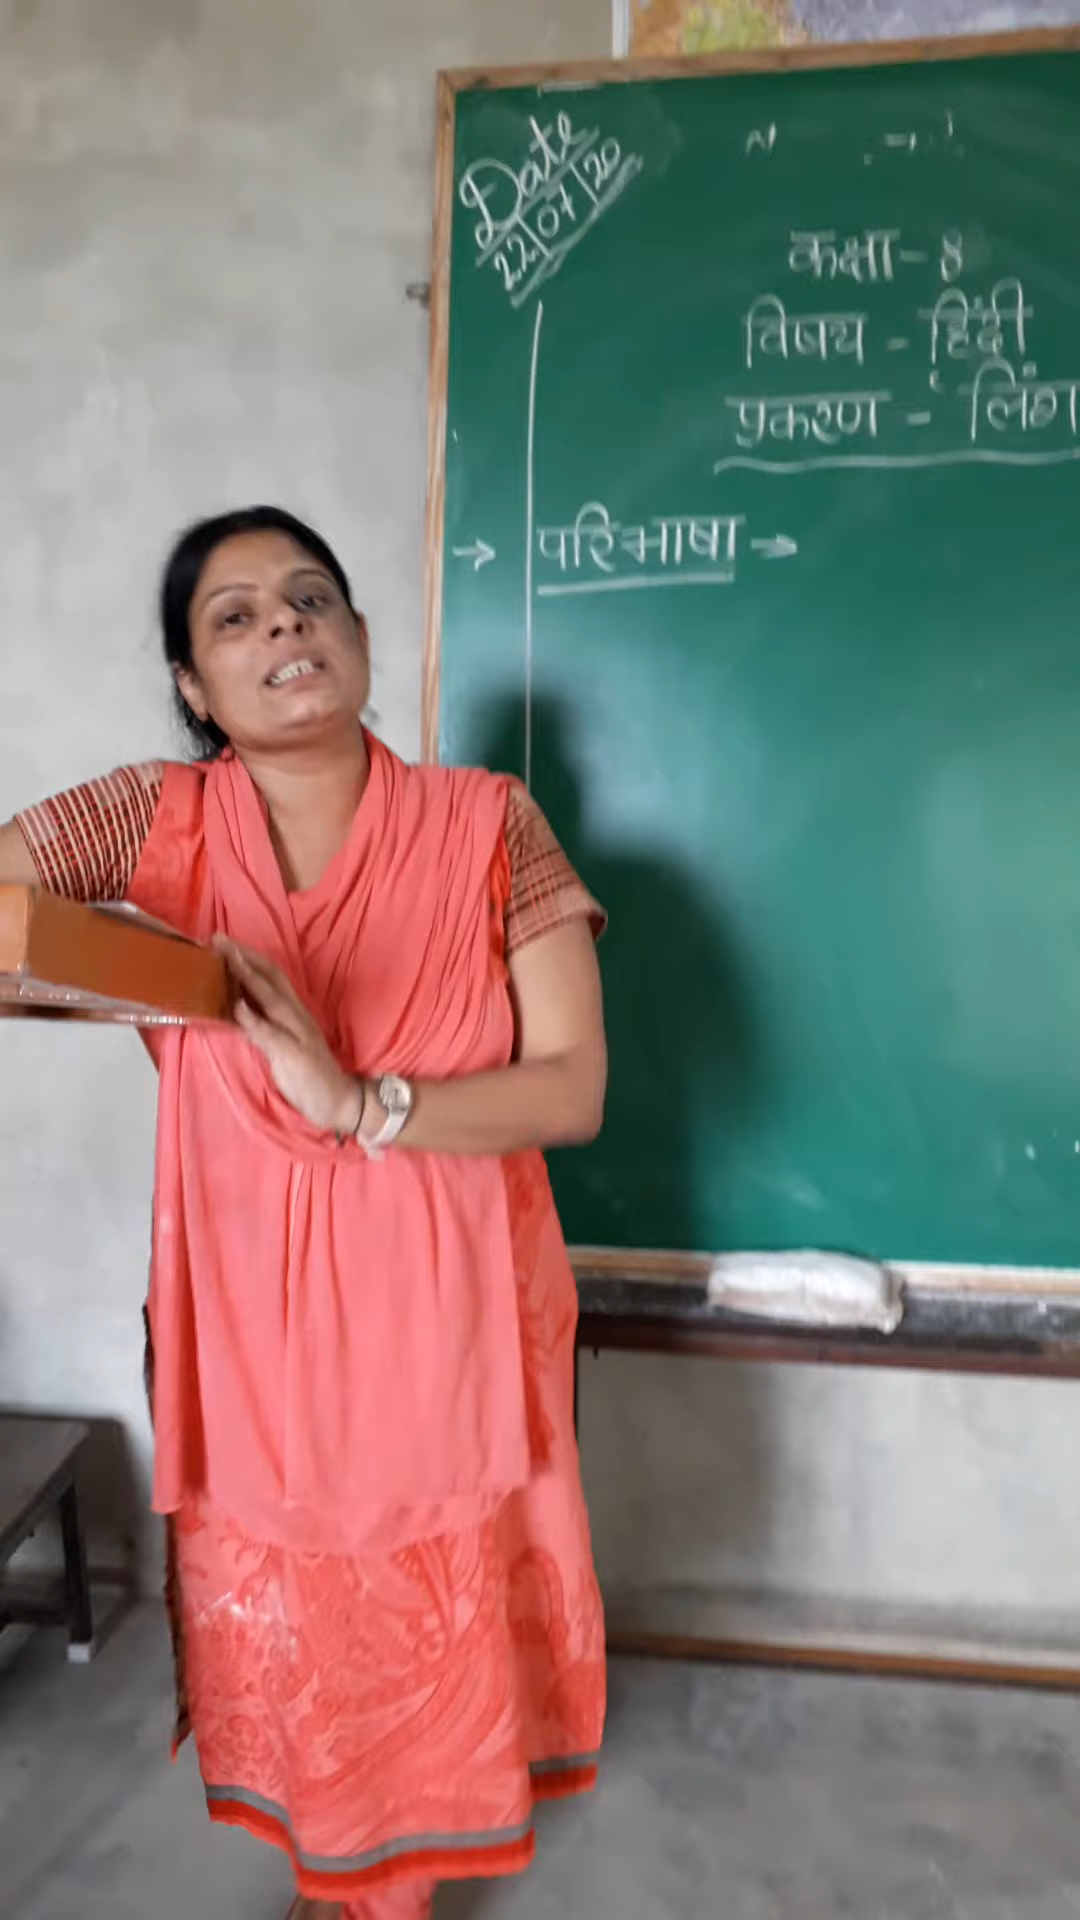 Date
22/07/20
कक्षा - 8
विषय - हिंदी
प्रकरण - लिंग
→ परिभाषा →